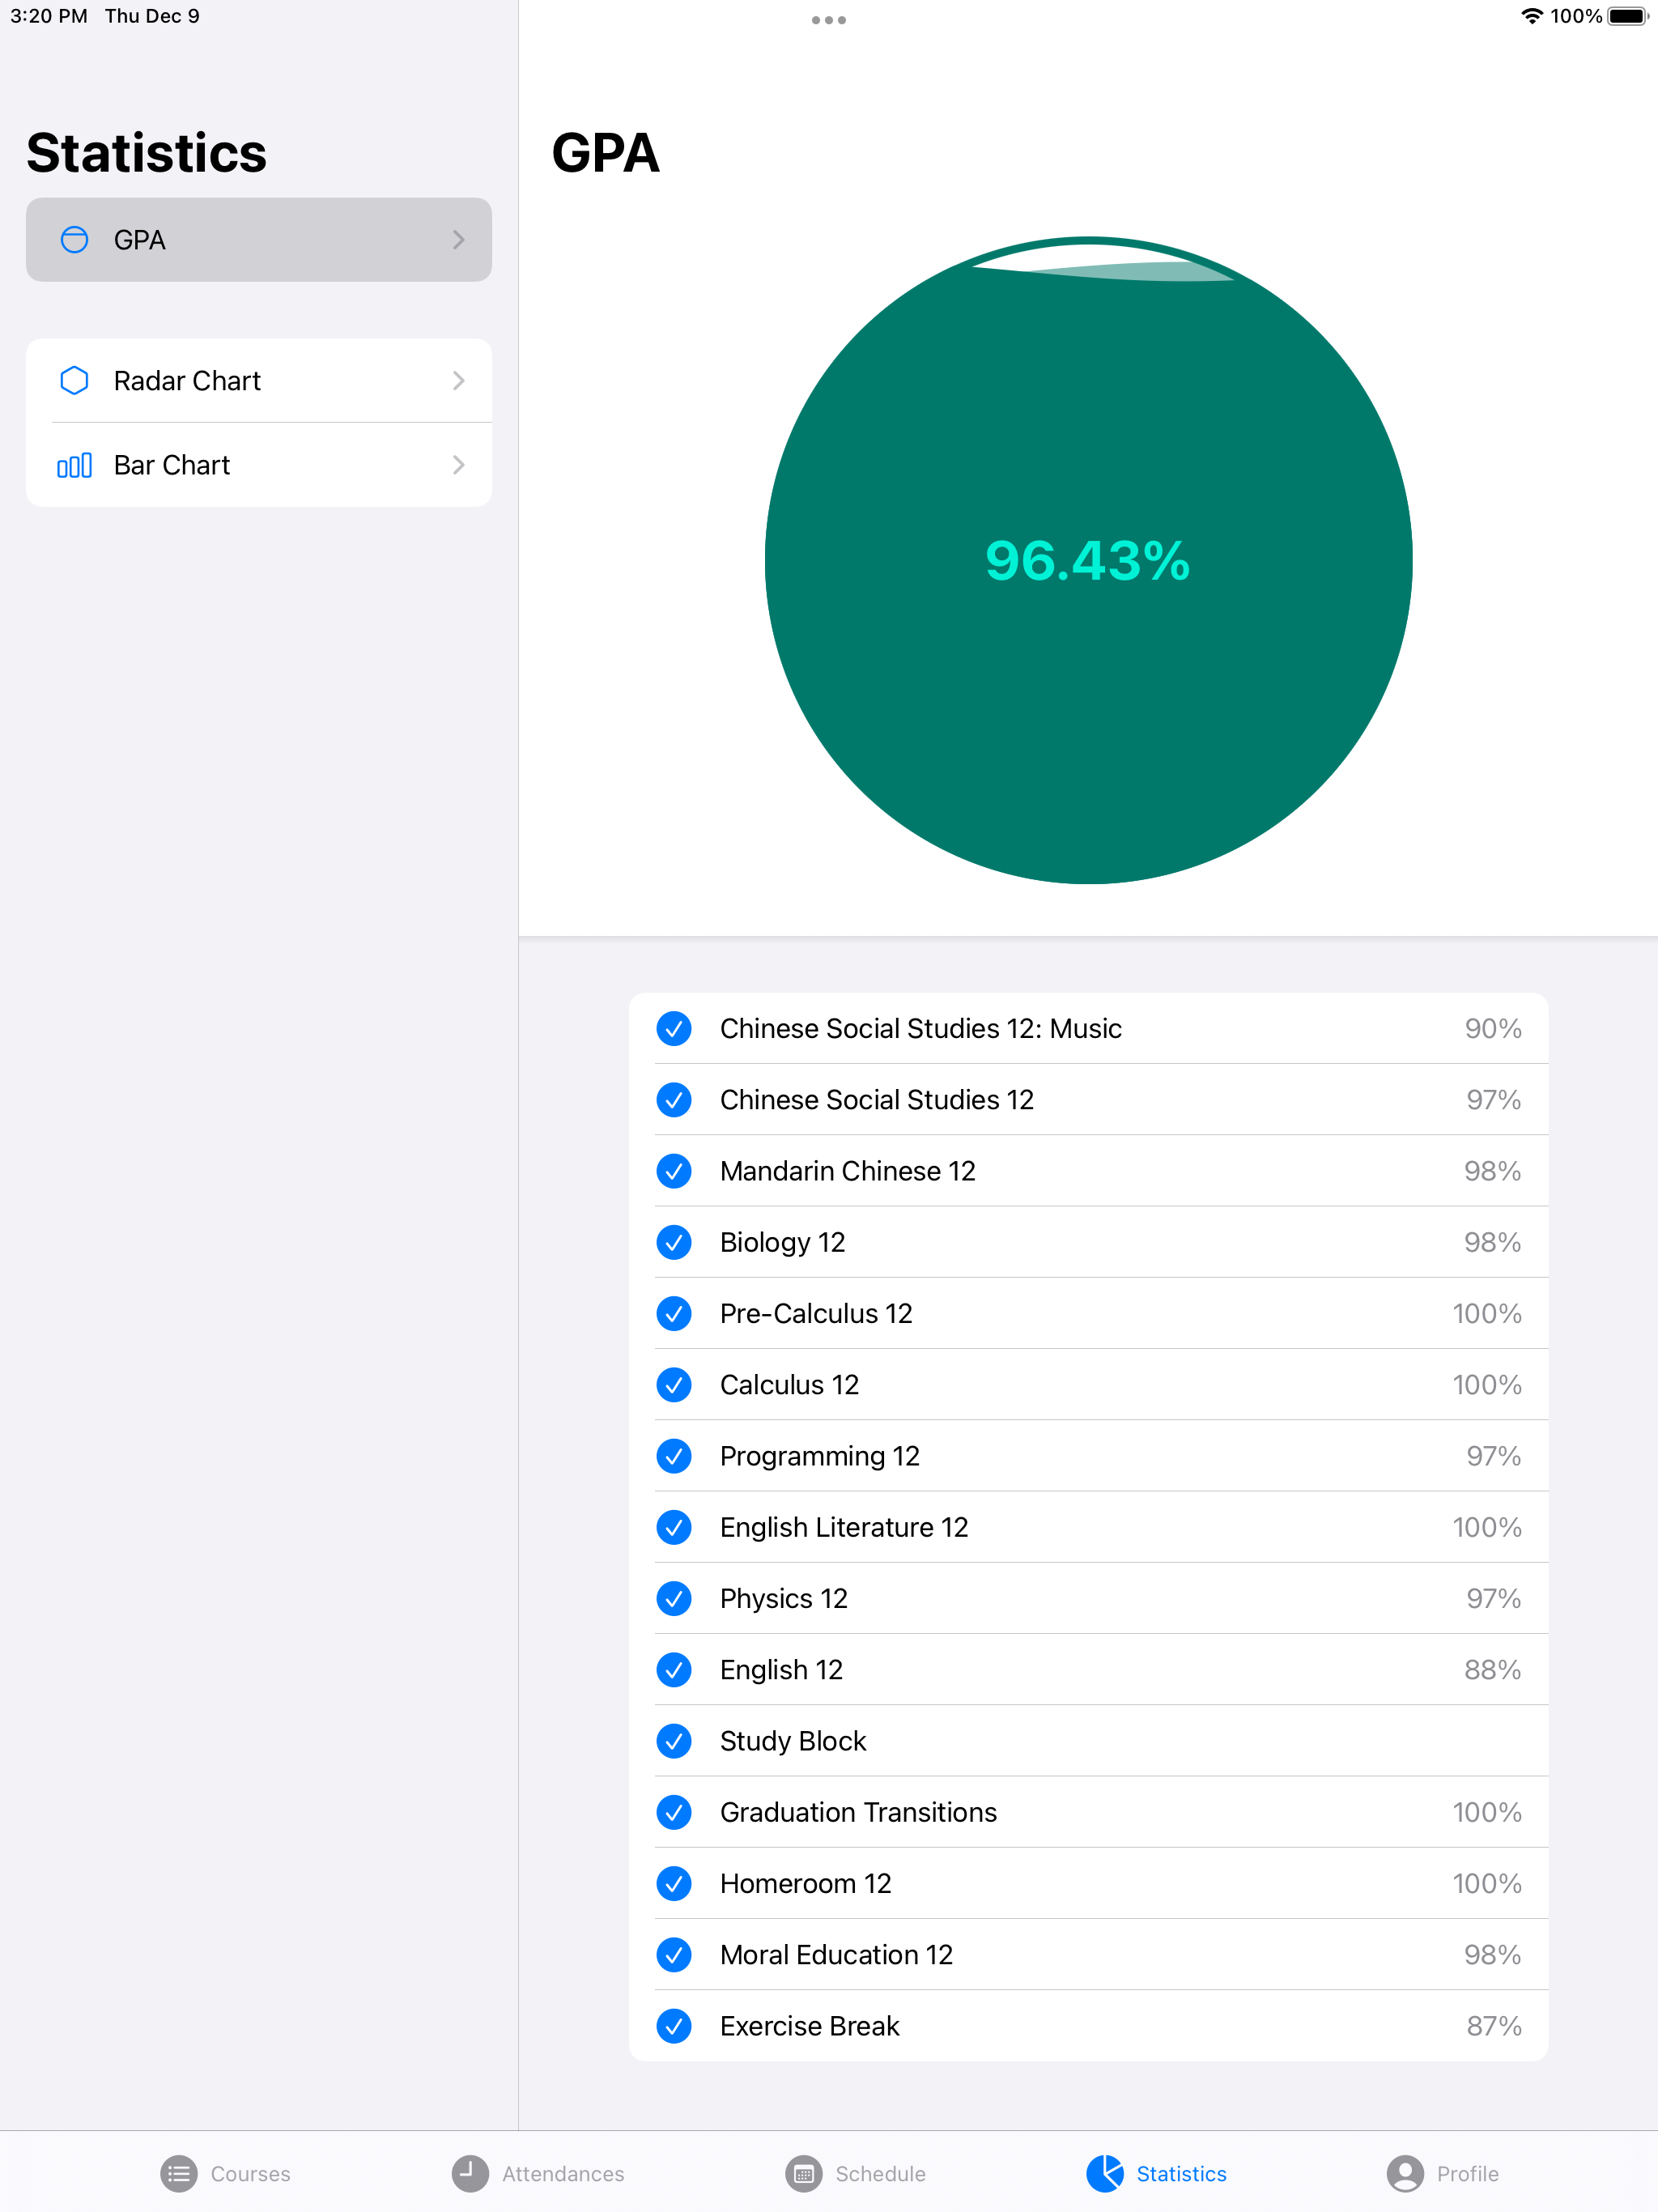 3:20 PM Thu Dec 9
100%
Statistics
GPA
Radar Chart
Bar Chart
GPA
96.43%
Chinese Social Studies 12: Music 90%
Chinese Social Studies 12 97%
Mandarin Chinese 12 98%
Biology 12 98%
Pre-Calculus 12 100%
Calculus 12 100%
Programming 12 97%
English Literature 12 100%
Physics 12 97%
English 12 88%
Study Block
Graduation Transitions 100%
Homeroom 12 100%
Moral Education 12 98%
Exercise Break 87%
Courses Attendances Schedule Statistics Profile